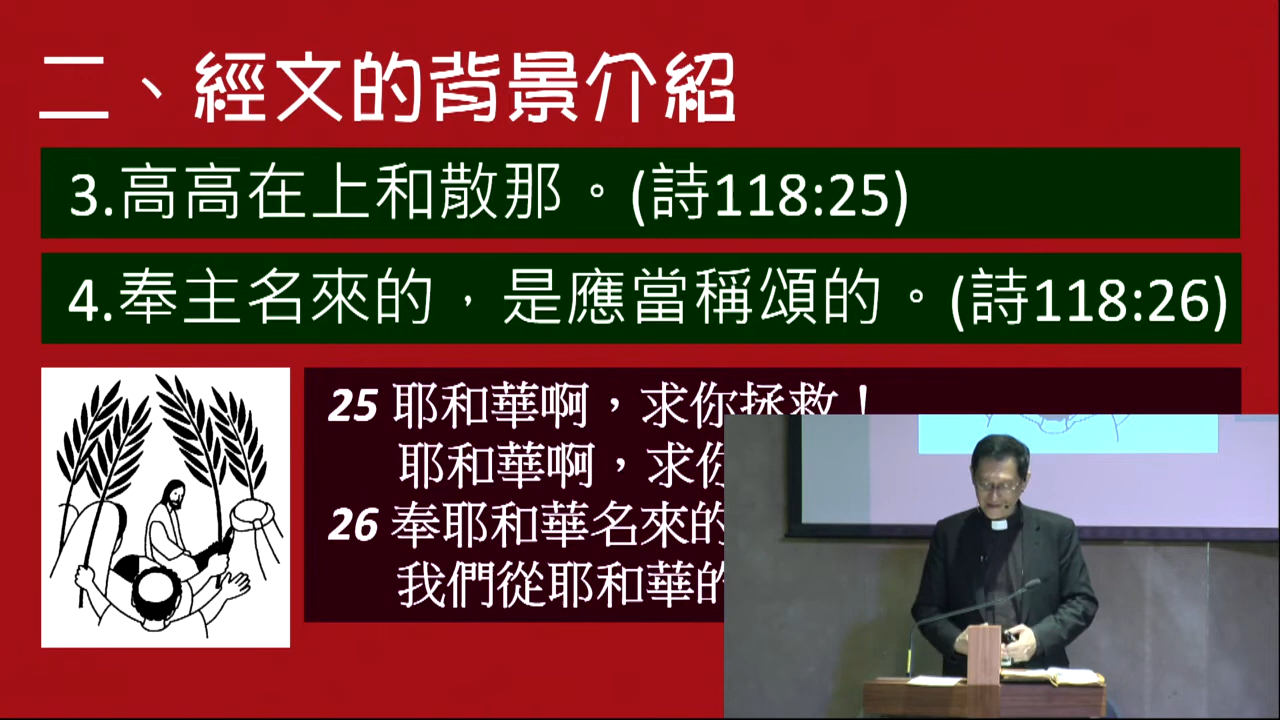 二、經文的背景介紹
3.高高在上和散那。(詩118:25)
4.奉主名來的，是應當稱頌的。(詩118:26)
25 耶和華啊，求你拯救！
耶和華啊，求你
26 奉耶和華名來的
我們從耶和華的